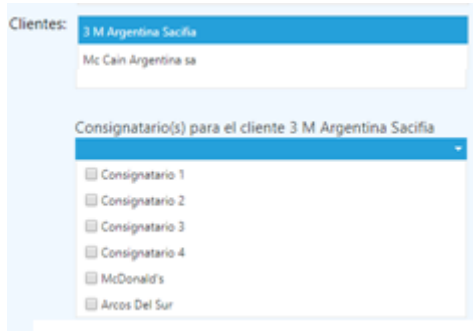 Clientes:
3 M Argentina Sacifia
Mc Cain Argentina sa
Consignatario(s) para el cliente 3 M Argentina Sacifia
Consignatario 1
Consignatario 2
Consignatario 3
Consignatario 4
McDonald's
Arcos Del Sur